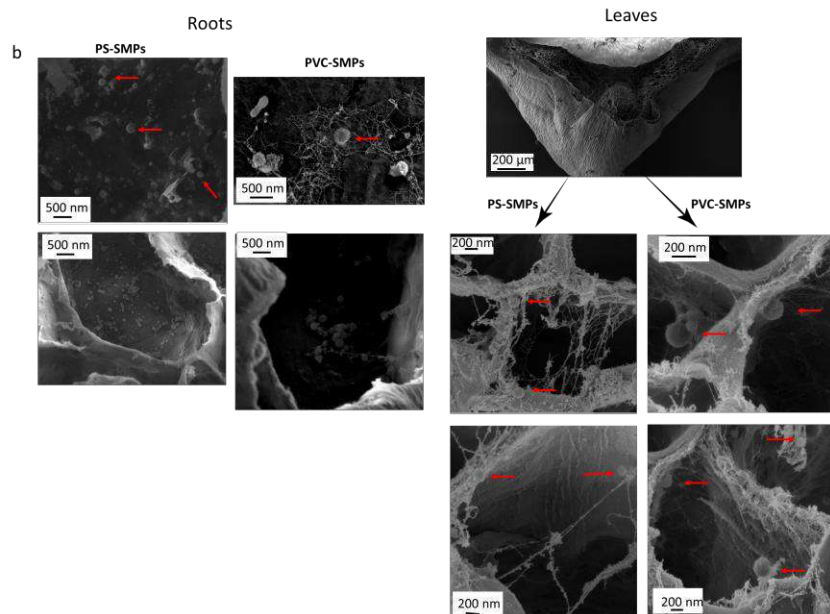 Roots
PS-SMPs
b
PVC-SMPs
500 nm
500 nm
500 nm
500 nm
Leaves
200 µm
PS-SMPs
PVC-SMPs
200 nm
200 nm
200 nm
200 nm